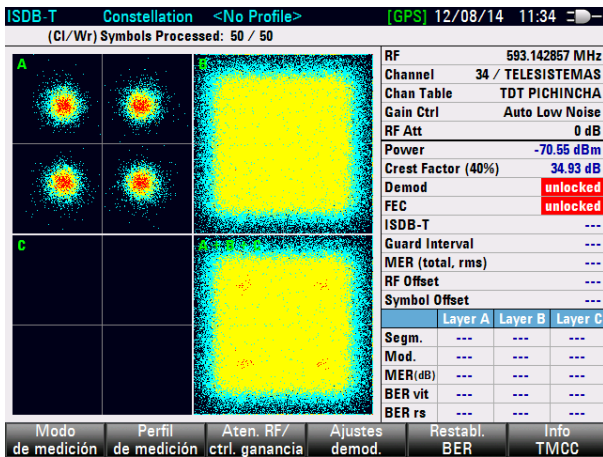 ISDB-T Constellation <No Profile> [GPS] 12/08/14 11:34
(CI/Wr) Symbols Processed: 50 / 50
A B
C A + B + C
RF 593.142857 MHz
Channel 34 / TELESISTEMAS
Chan Table TDT PICHINCHA
Gain Ctrl Auto Low Noise
RF Att 0 dB
Power -70.55 dBm
Crest Factor (40%) 34.93 dB
Demod unlocked
FEC unlocked
ISDB-T ---
Guard Interval ---
MER (total, rms) ---
RF Offset ---
Symbol Offset ---
Layer A Layer B Layer C
Segm. --- --- ---
Mod. --- --- ---
MER(dB) --- --- ---
BER vit --- --- ---
BER rs --- --- ---
Modo Perfil Aten. RF/ Ajustes Restabl. Info
de medición de medición ctrl. ganancia demod. BER TMCC